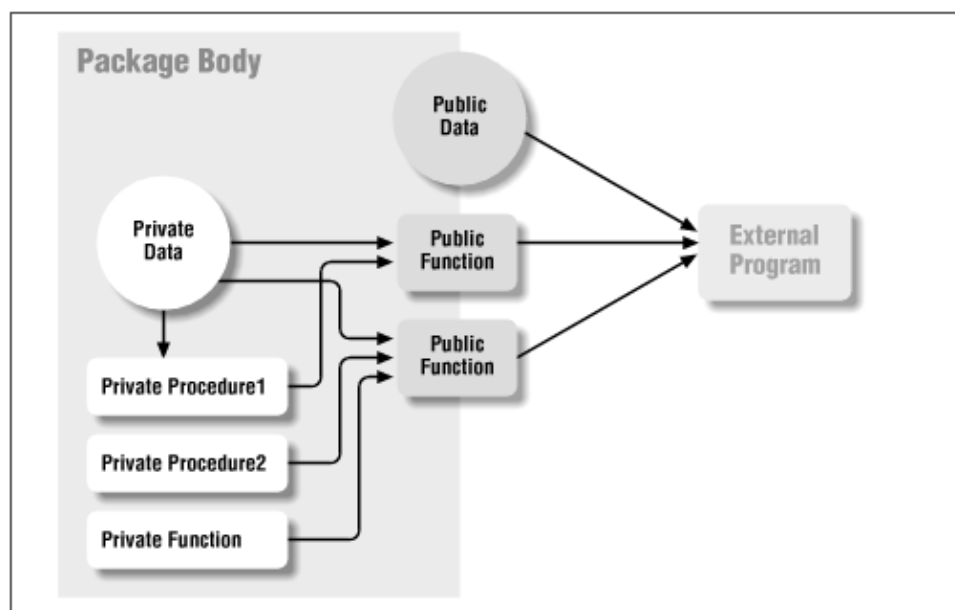 Package Body
Public
Data
Private
Data
Public
Function
External
Program
Public
Function
Private Procedure1
Private Procedure2
Private Function